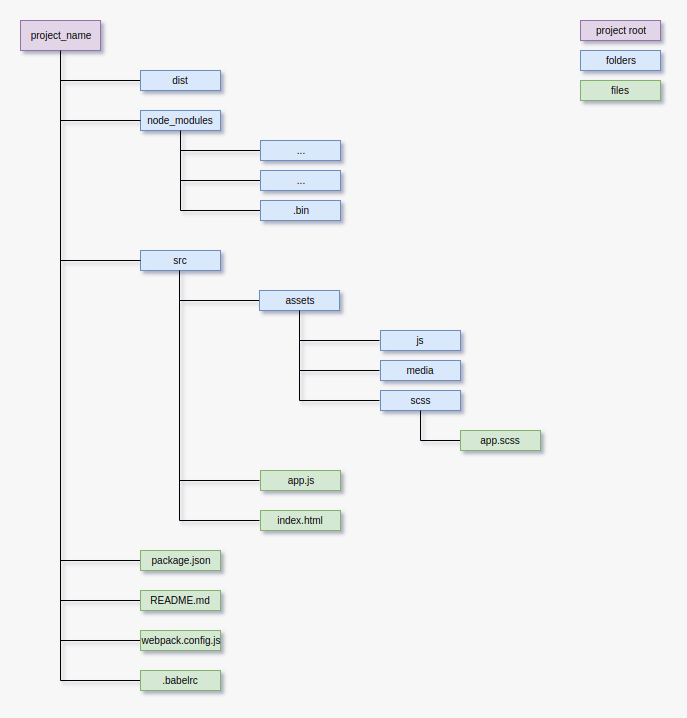 project_name
project root
folders
files
dist
node_modules
...
...
.bin
src
assets
js
media
scss
app.scss
app.js
index.html
package.json
README.md
webpack.config.js
.babelrc